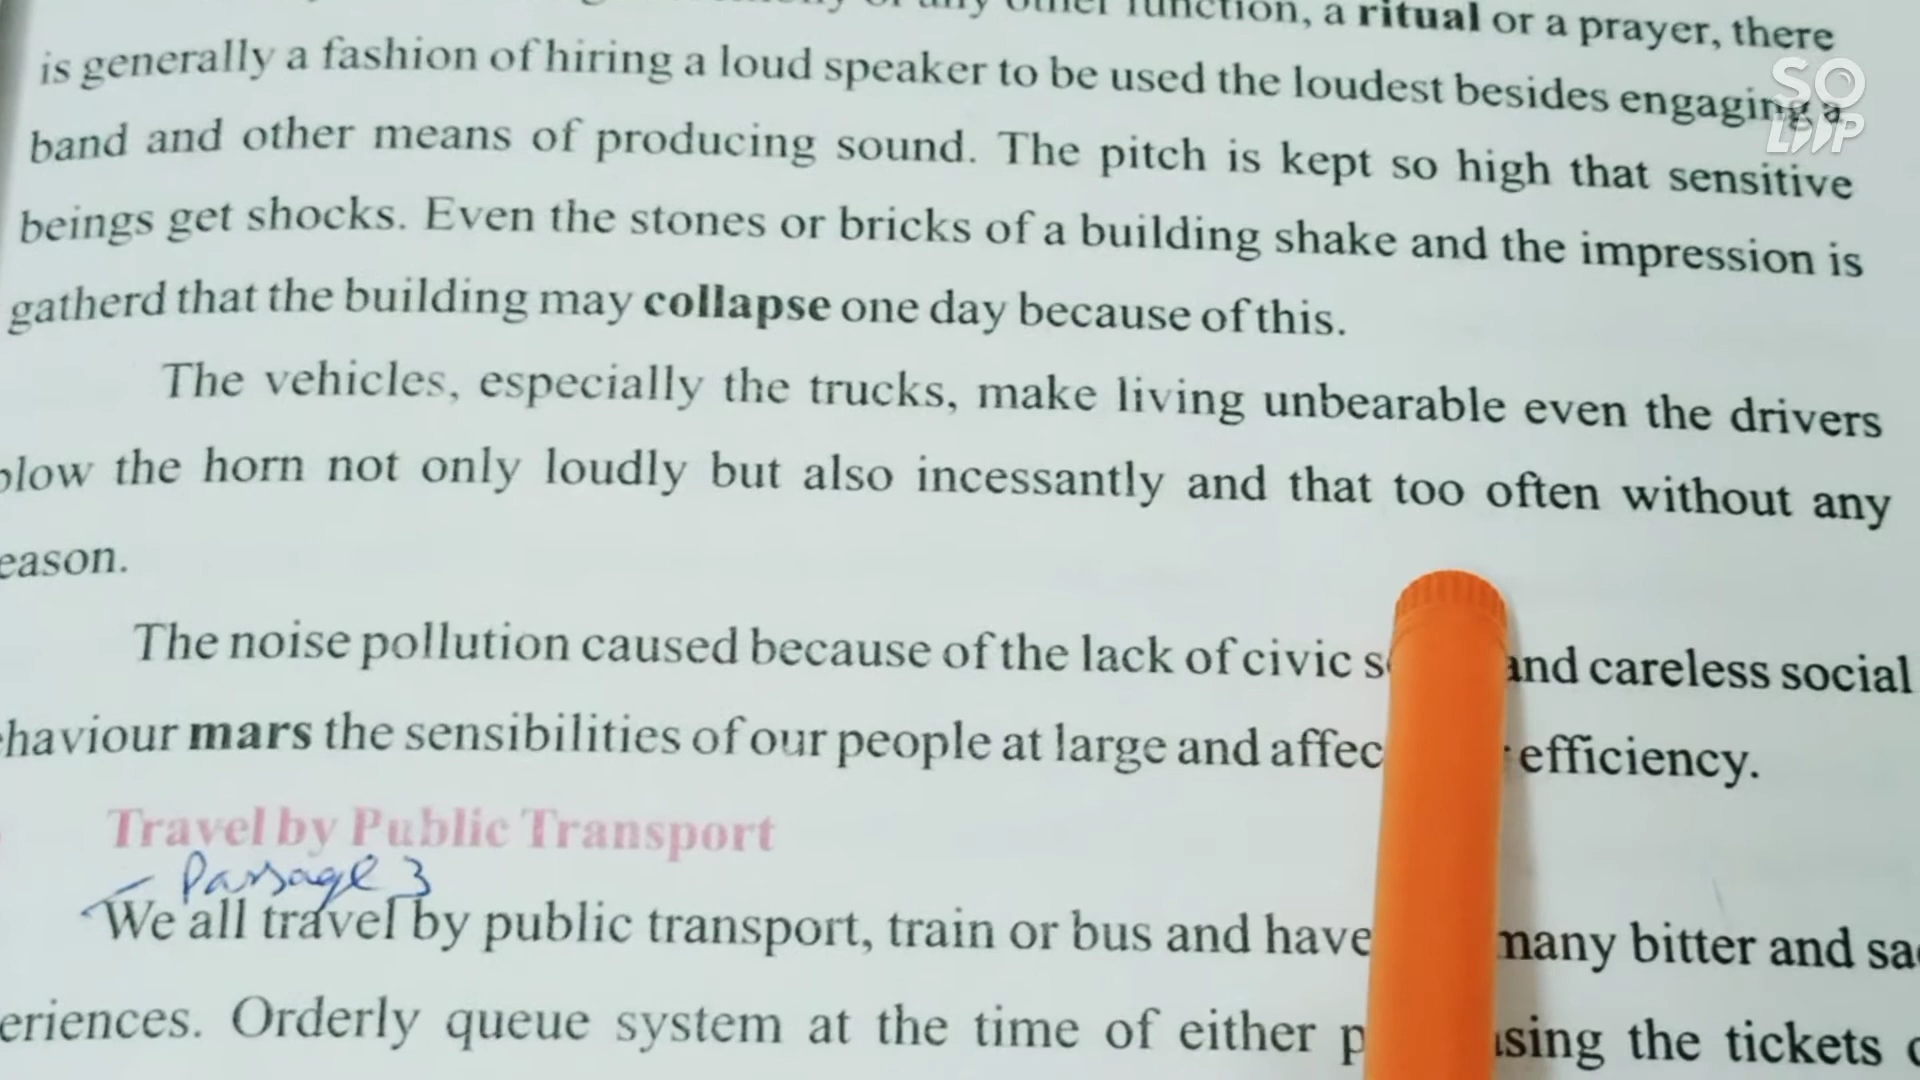 other function, a ritual or a prayer, there
is generally a fashion of hiring a loud speaker to be used the loudest besides engaging a
band and other means of producing sound. The pitch is kept so high that sensitive
beings get shocks. Even the stones or bricks of a building shake and the impression is
gatherd that the building may collapse one day because of this.
The vehicles, especially the trucks, make living unbearable even the drivers
blow the horn not only loudly but also incessantly and that too often without any
eason.
The noise pollution caused because of the lack of civic and careless social
haviour mars the sensibilities of our people at large and affec efficiency.
Travel by Public Transport
Passage 3
We all travel by public transport, train or bus and have many bitter and
eriences. Orderly queue system at the time of either the tickets
SOLOOP